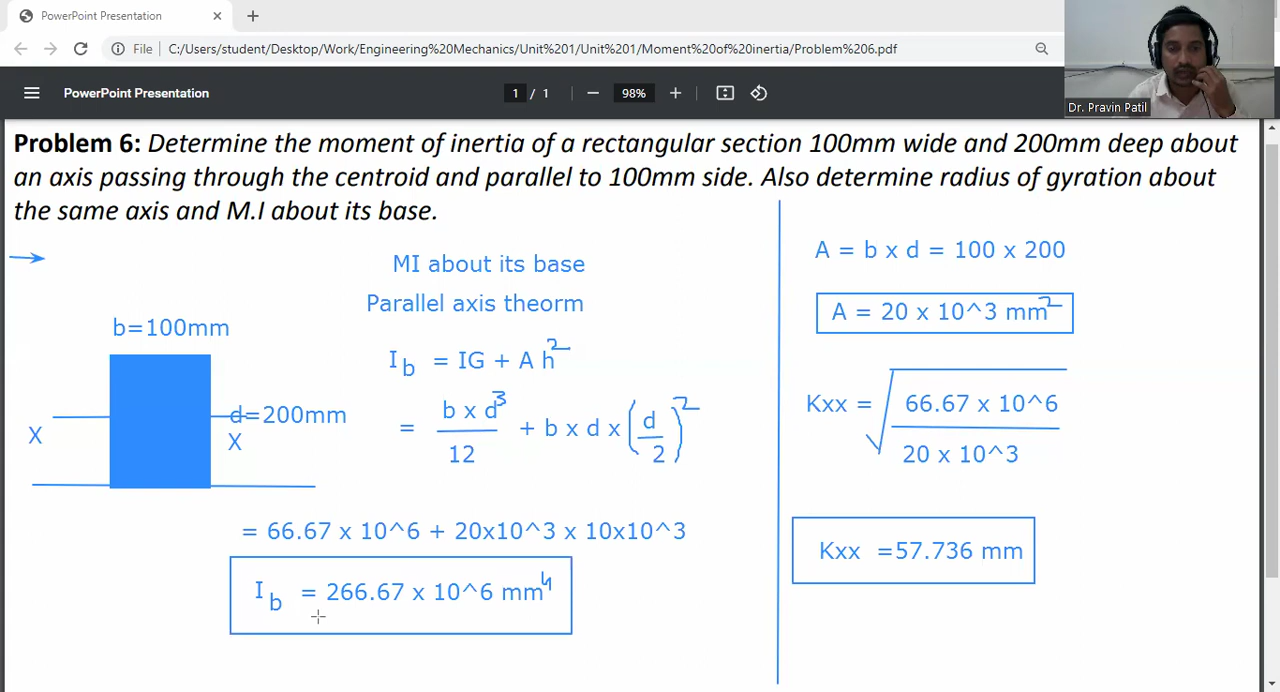 PowerPoint Presentation
File C:/Users/student/Desktop/Work/Engineering%20Mechanics/Unit%201/Unit%201/Moment%20of%20inertia/Problem%206.pdf
PowerPoint Presentation
1 / 1
98%
Dr. Pravin Patil
Problem 6: Determine the moment of inertia of a rectangular section 100mm wide and 200mm deep about
an axis passing through the centroid and parallel to 100mm side. Also determine radius of gyration about
the same axis and M.I about its base.
b=100mm
d=200mm
X
X
MI about its base
Parallel axis theorm
I_b = IG + A h^2
= \frac{b x d^3}{12} + b x d x (\frac{d}{2})^2
= 66.67 x 10^6 + 20x10^3 x 10x10^3
I_b = 266.67 x 10^6 mm^4
A = b x d = 100 x 200
A = 20 x 10^3 mm^2
Kxx = \sqrt{\frac{66.67 x 10^6}{20 x 10^3}}
Kxx =57.736 mm